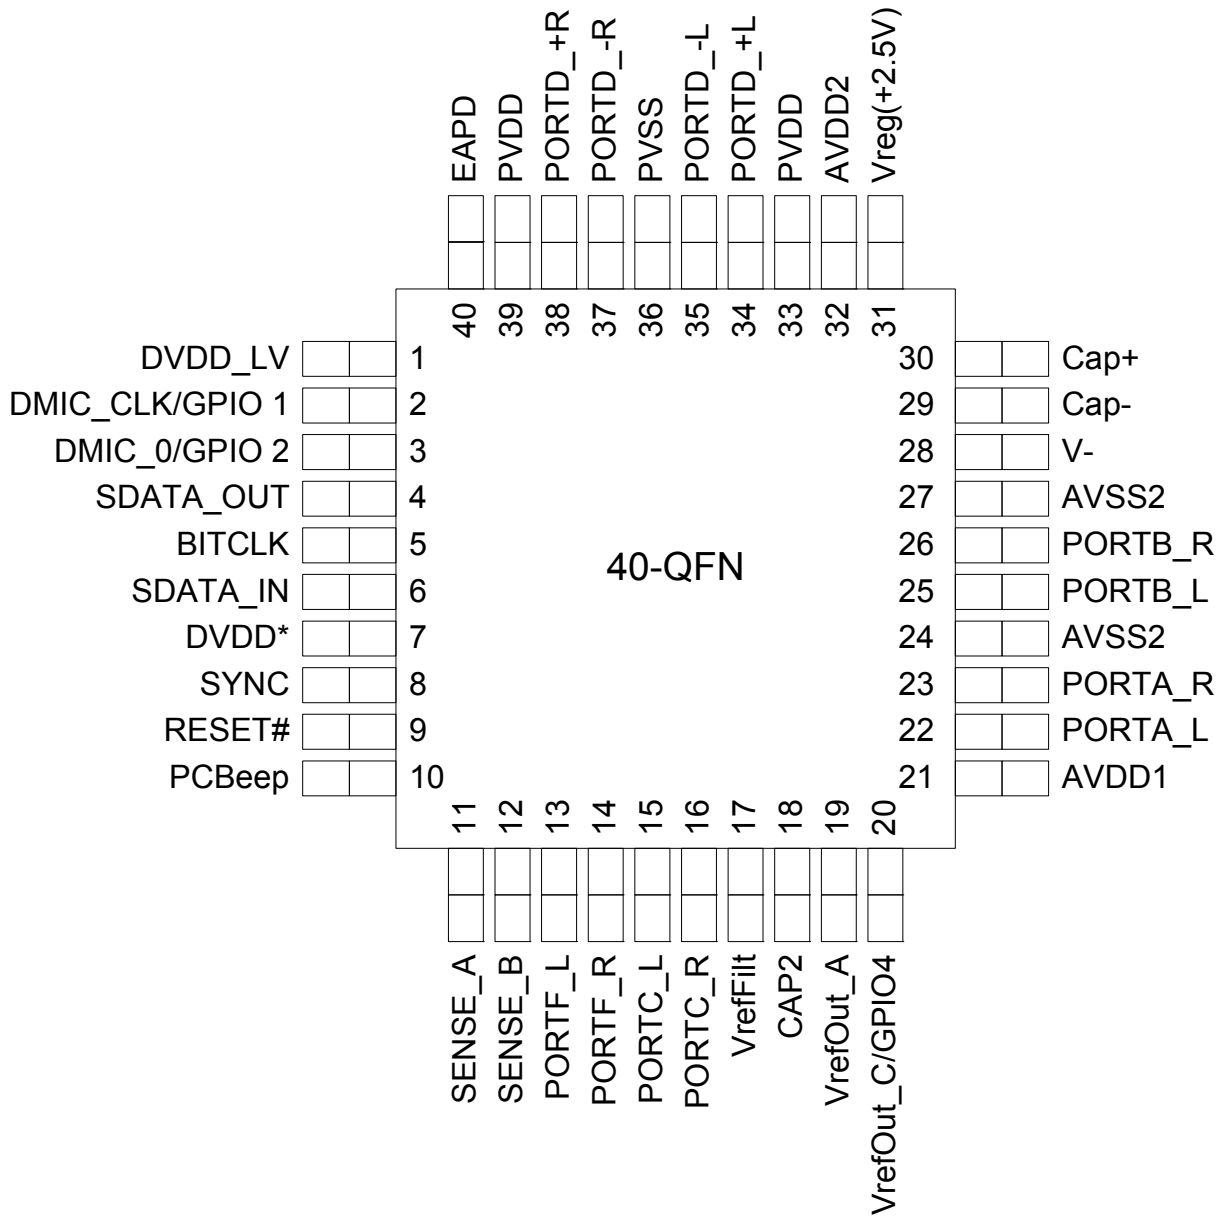 EAPD
PVDD
PORTD_+R
PORTD_-R
PVSS
PORTD_-L
PORTD_+L
PVDD
AVDD2
Vreg(+2.5V)
40
39
38
37
36
35
34
33
32
31
DVDD_LV 1
DMIC_CLK/GPIO 1 2
DMIC_0/GPIO 2 3
SDATA_OUT 4
BITCLK 5
SDATA_IN 6
DVDD* 7
SYNC 8
RESET# 9
PCBeep 10
40-QFN
30 Cap+
29 Cap-
28 V-
27 AVSS2
26 PORTB_R
25 PORTB_L
24 AVSS2
23 PORTA_R
22 PORTA_L
21 AVDD1
11
12
13
14
15
16
17
18
19
20
SENSE_A
SENSE_B
PORTF_L
PORTF_R
PORTC_L
PORTC_R
VrefFilt
CAP2
VrefOut_A
VrefOut_C/GPIO4